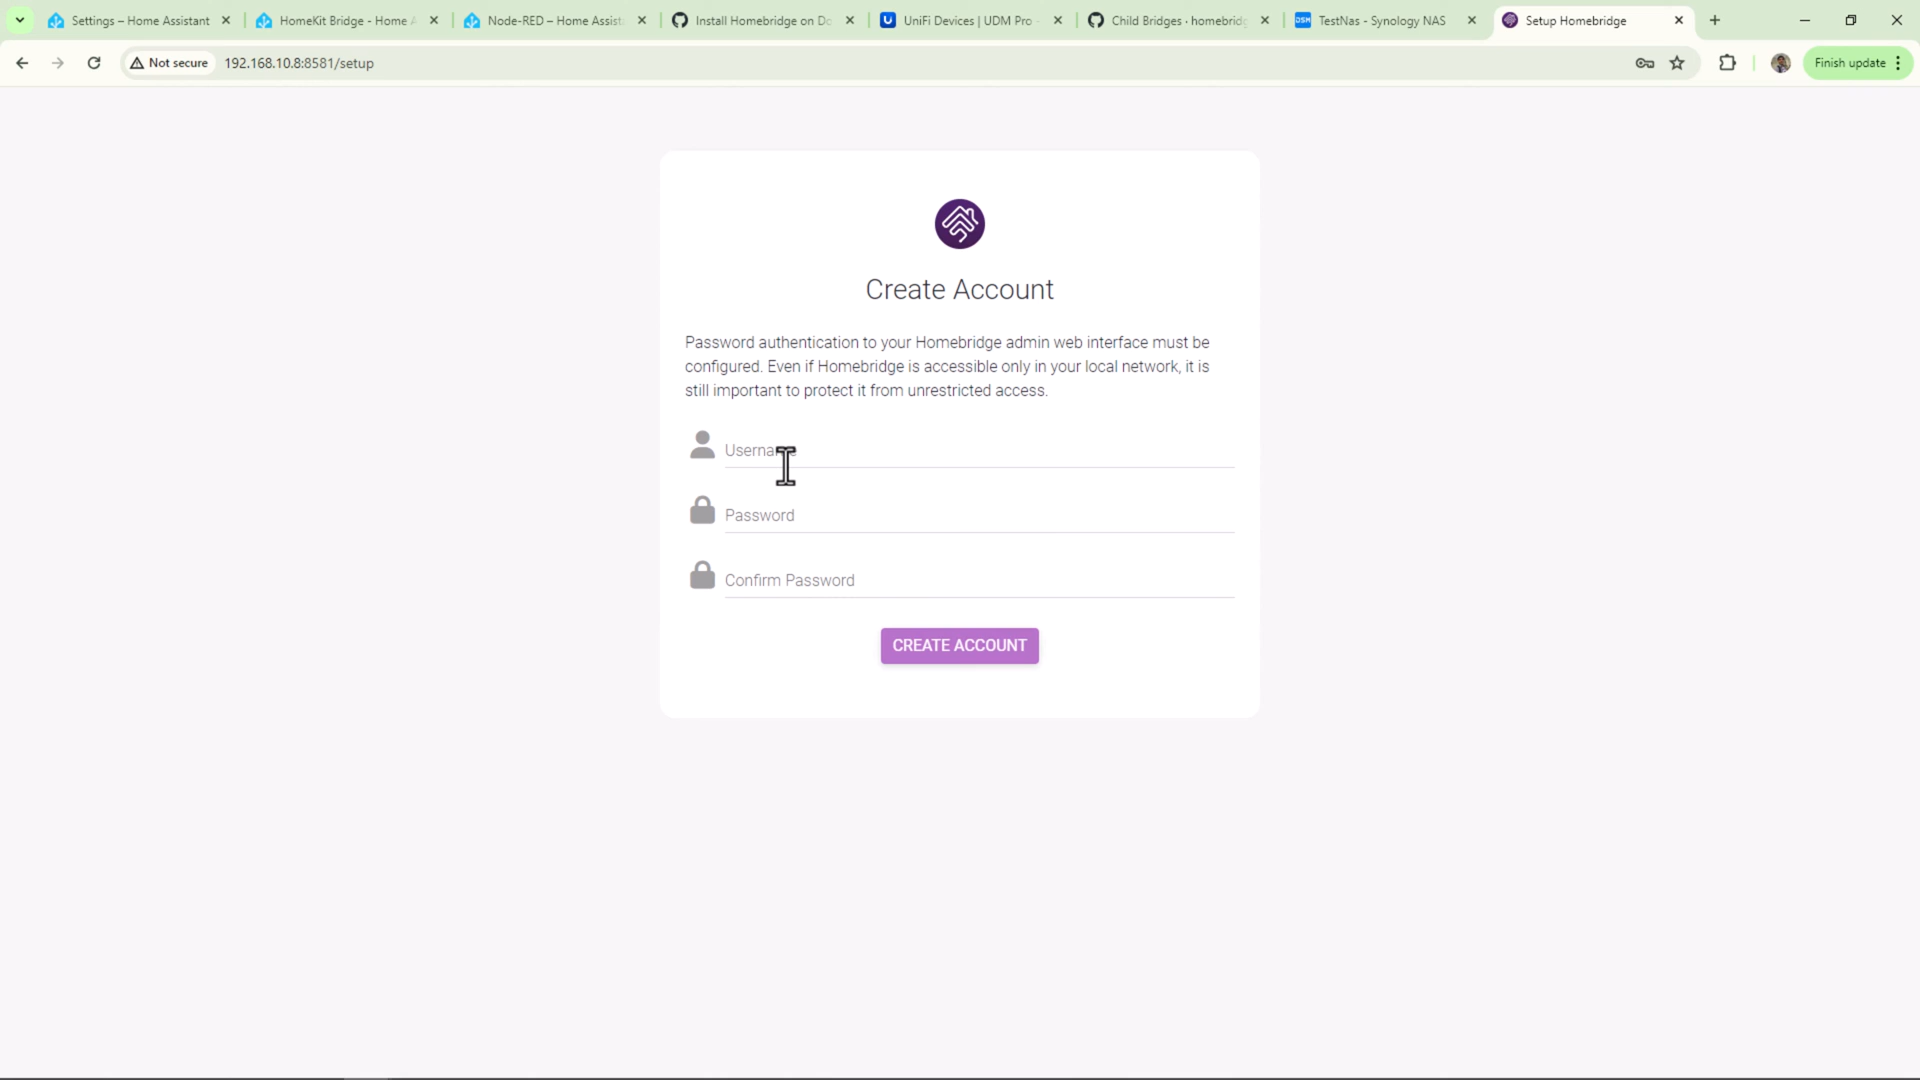 Settings – Home Assistant
HomeKit Bridge - Home A
Node-RED – Home Assist
Install Homebridge on Do
UniFi Devices | UDM Pro
Child Bridges · homebridg
DSM
TestNas - Synology NAS
Setup Homebridge
Not secure
192.168.10.8:8581/setup
Finish update
Create Account
Password authentication to your Homebridge admin web interface must be
configured. Even if Homebridge is accessible only in your local network, it is
still important to protect it from unrestricted access.
Username
Password
Confirm Password
CREATE ACCOUNT